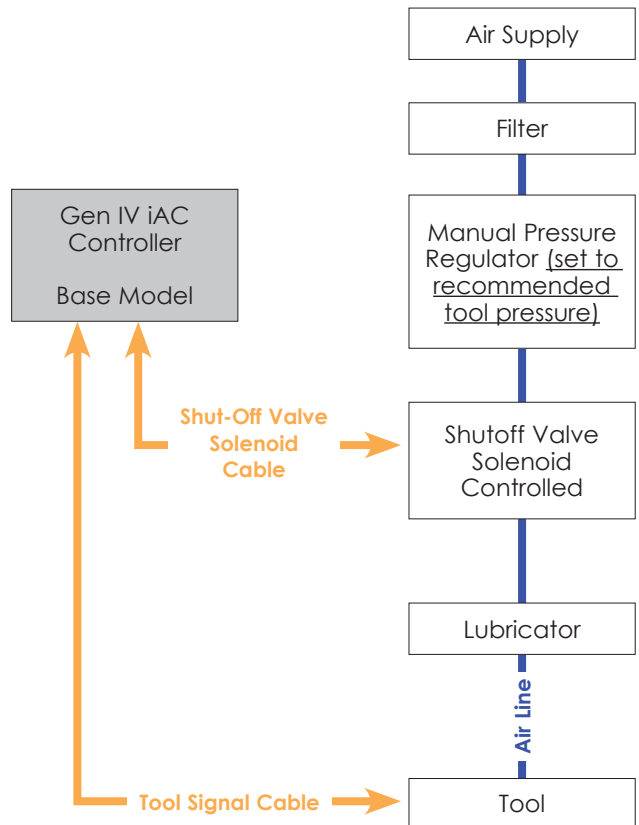 Air Supply
Filter
Gen IV iAC
Controller
Base Model
Manual Pressure
Regulator (set to
recommended
tool pressure)
Shut-Off Valve
Solenoid
Cable
Shutoff Valve
Solenoid
Controlled
Lubricator
Air Line
Tool Signal Cable
Tool